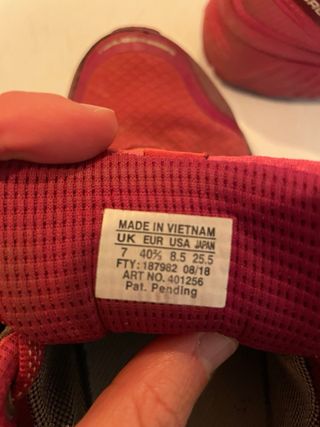 MADE IN VIETNAM
UK EUR USA JAPAN
7 40⅔ 8.5 25.5
FTY: 187982 08/18
ART NO. 401256
Pat. Pending